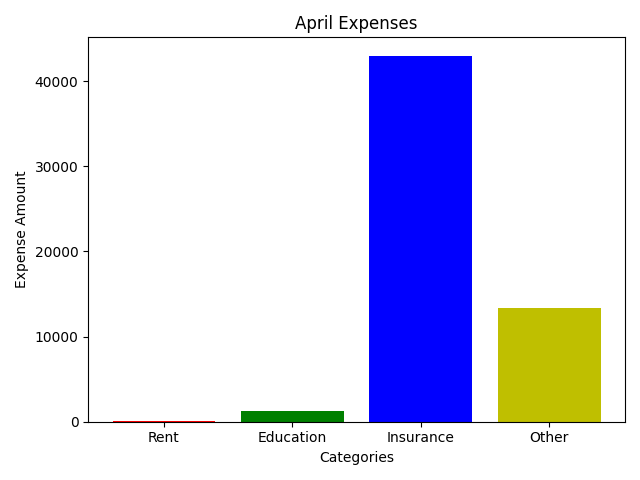 April Expenses
Expense Amount
40000
30000
20000
10000
0
Rent Education Insurance Other
Categories